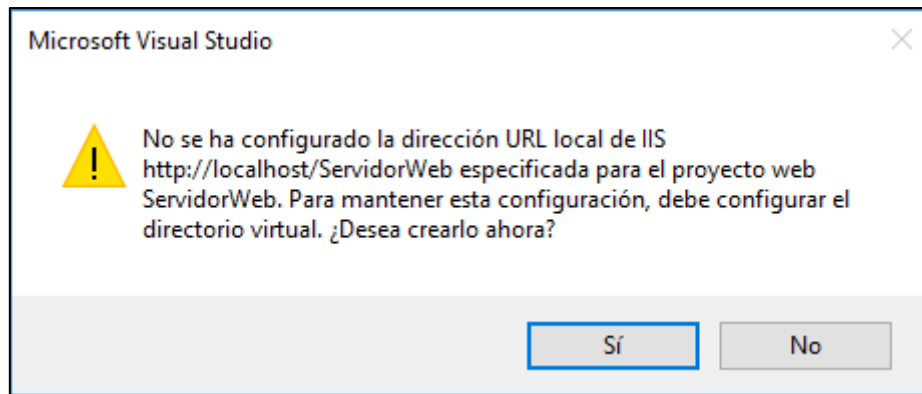 Microsoft Visual Studio
No se ha configurado la dirección URL local de IIS
http://localhost/ServidorWeb especificada para el proyecto web
ServidorWeb. Para mantener esta configuración, debe configurar el
directorio virtual. ¿Desea crearlo ahora?
Sí No